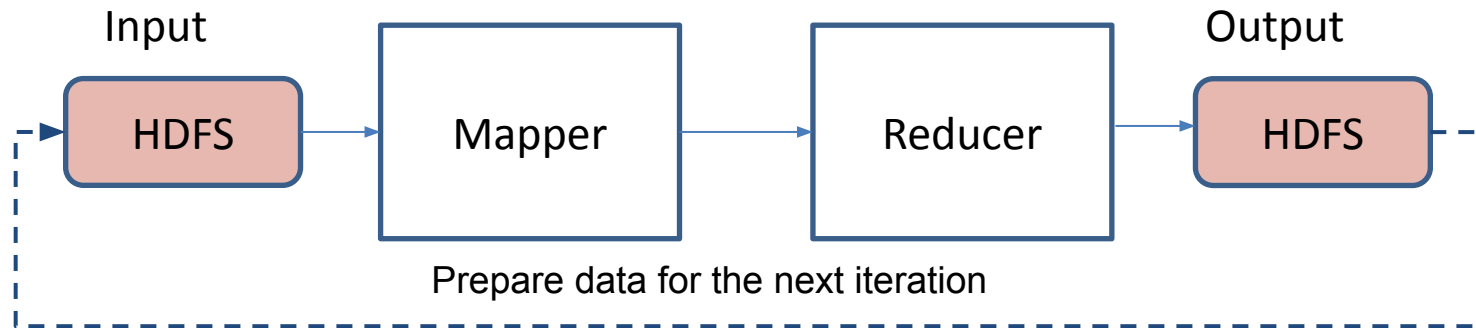 Input
Output
HDFS
Mapper
Reducer
HDFS
Prepare data for the next iteration